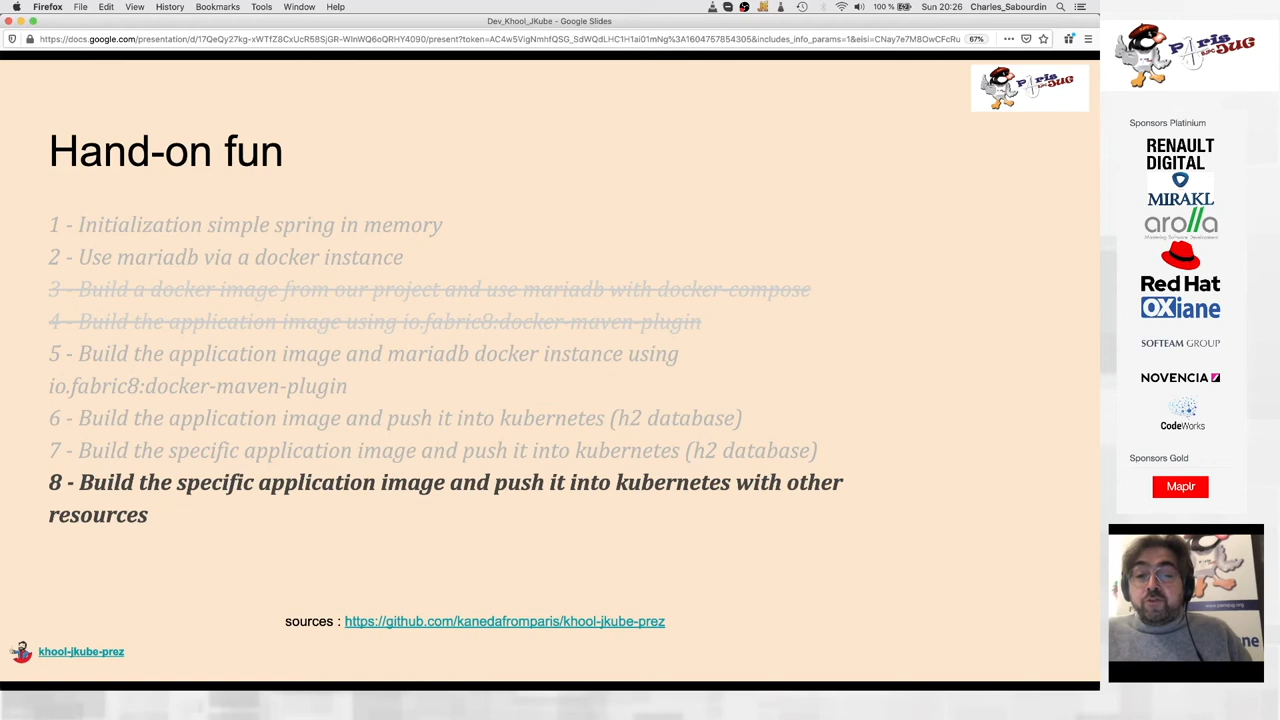 Firefox File Edit View History Bookmarks Tools Window Help 100 % Sun 20:26 Charles_Sabourdin
Dev_Khool_JKube - Google Slides
67%
Paris JUG
Paris JUG
Hand-on fun
1 - Initialization simple spring in memory
2 - Use mariadb via a docker instance
3 - Build a docker image from our project and use mariadb with docker-compose
4 - Build the application image using io.fabric8:docker-maven-plugin
5 - Build the application image and mariadb docker instance using
io.fabric8:docker-maven-plugin
6 - Build the application image and push it into kubernetes (h2 database)
7 - Build the specific application image and push it into kubernetes (h2 database)
8 - Build the specific application image and push it into kubernetes with other
resources
sources : https://github.com/kanedafromparis/khool-jkube-prez
khool-jkube-prez
Sponsors Platinium
RENAULT
DIGITAL
MIRAKL
arolla
Red Hat
OXiane
SOFTEAM GROUP
NOVENCIA
CodeWorks
Sponsors Gold
Maplr